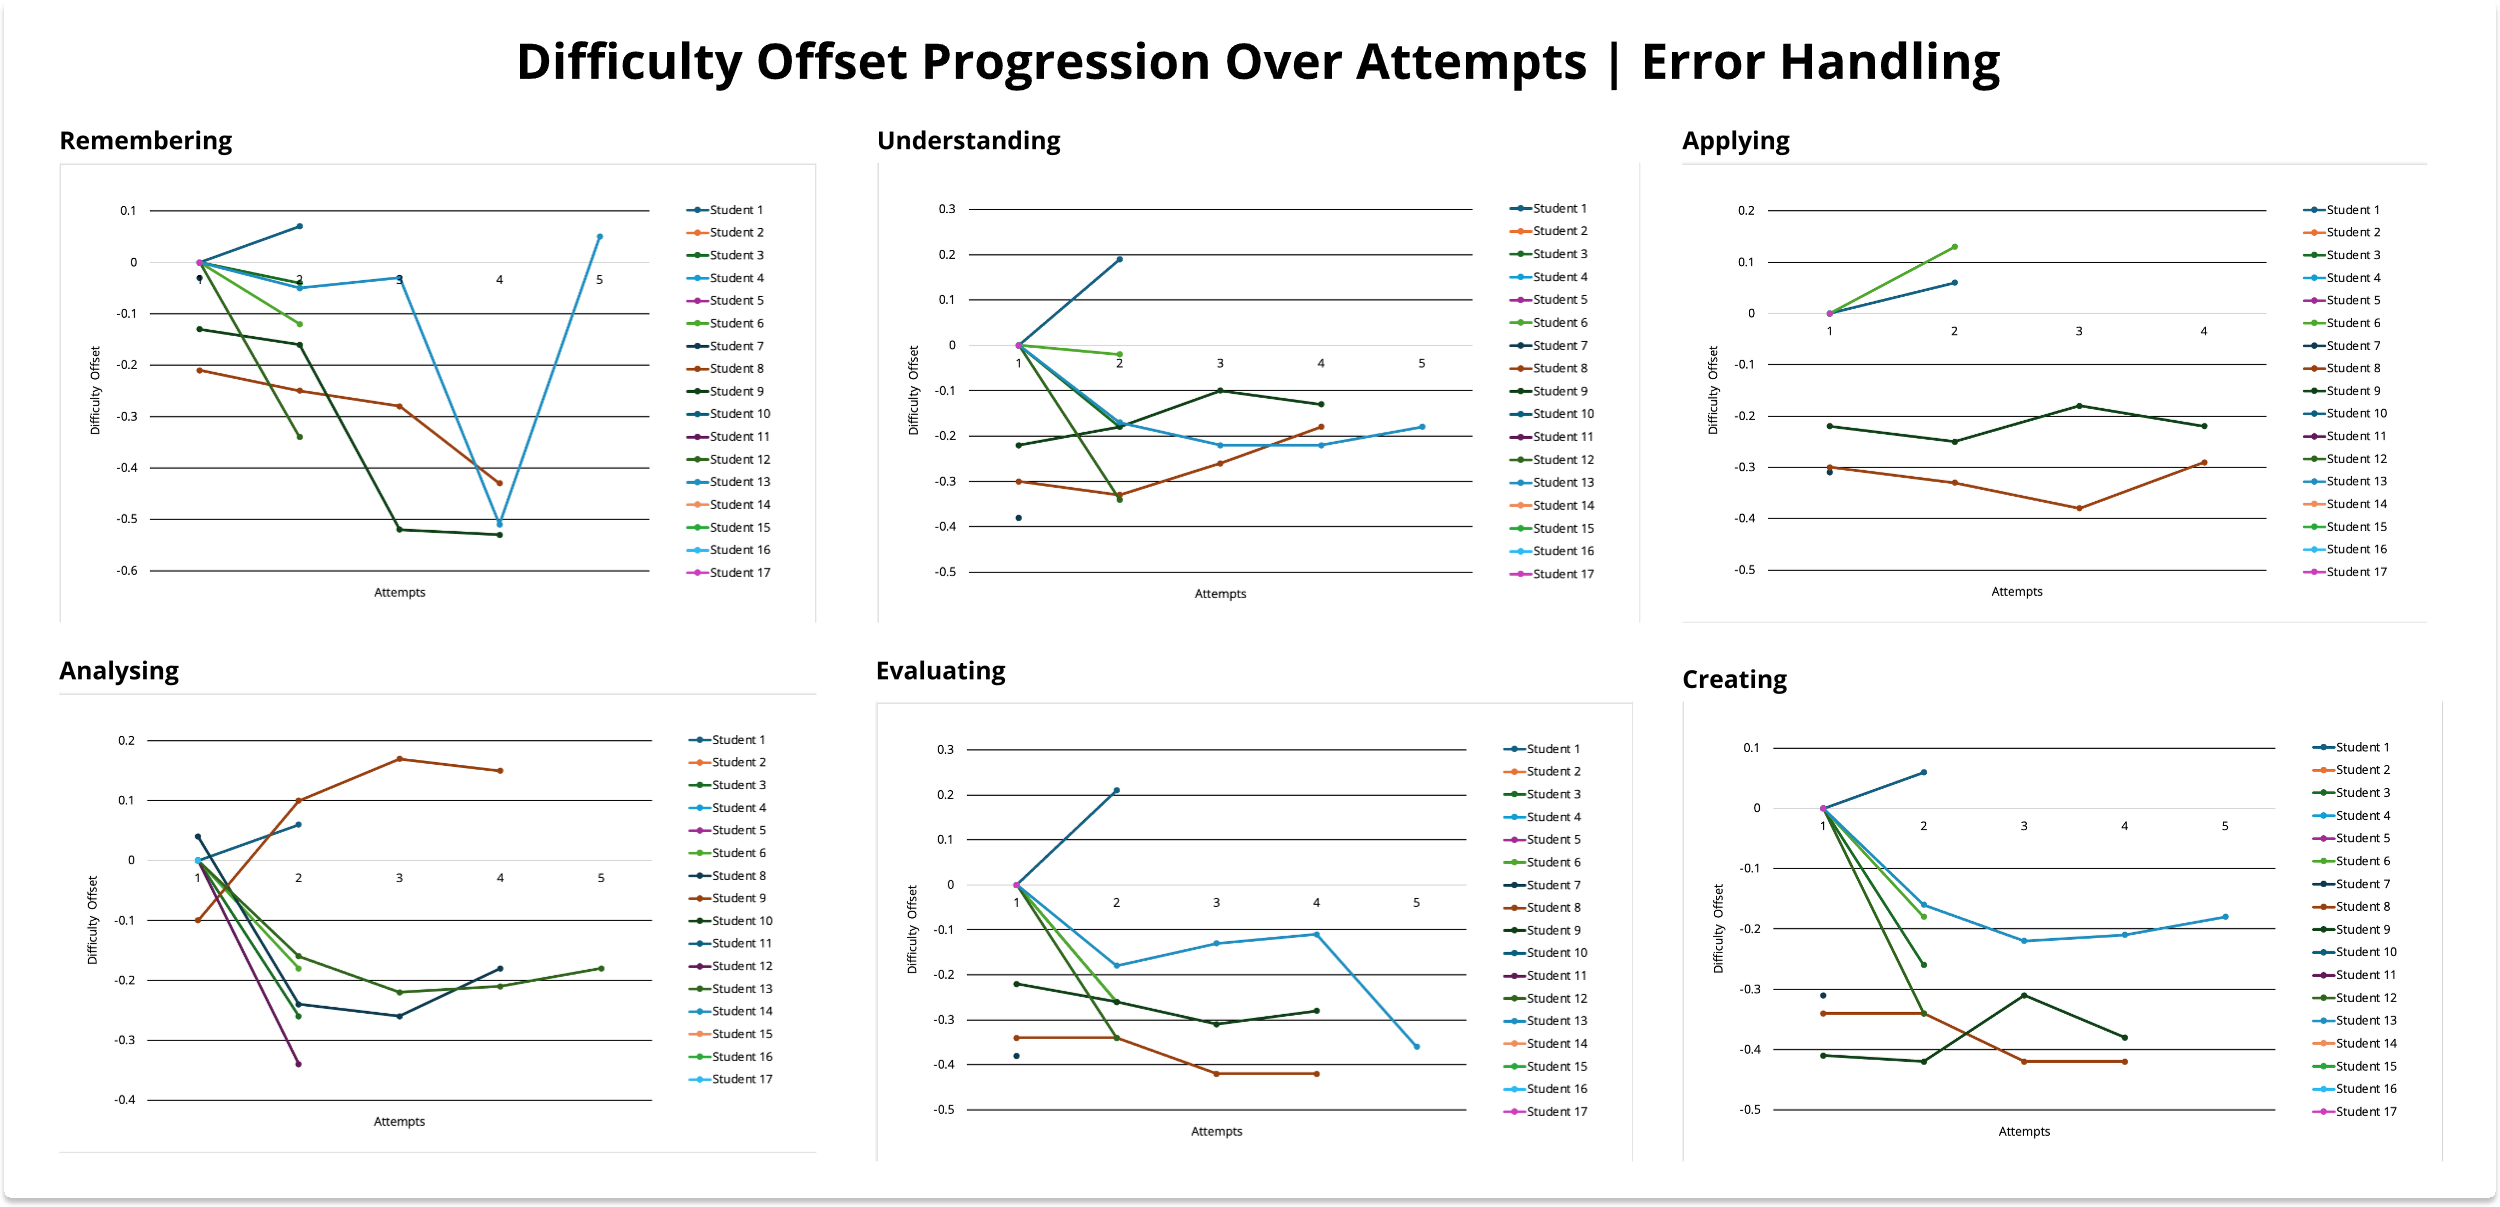 Difficulty Offset Progression Over Attempts | Error Handling
Remembering
0.1
0
-0.1
-0.2
-0.3
-0.4
-0.5
-0.6
1
2
3
4
5
Difficulty Offset
Attempts
Student 1
Student 2
Student 3
Student 4
Student 5
Student 6
Student 7
Student 8
Student 9
Student 10
Student 11
Student 12
Student 13
Student 14
Student 15
Student 16
Student 17
Understanding
0.3
0.2
0.1
0
-0.1
-0.2
-0.3
-0.4
-0.5
1
2
3
4
5
Difficulty Offset
Attempts
Student 1
Student 2
Student 3
Student 4
Student 5
Student 6
Student 7
Student 8
Student 9
Student 10
Student 11
Student 12
Student 13
Student 14
Student 15
Student 16
Student 17
Applying
0.2
0.1
0
-0.1
-0.2
-0.3
-0.4
-0.5
1
2
3
4
Difficulty Offset
Attempts
Student 1
Student 2
Student 3
Student 4
Student 5
Student 6
Student 7
Student 8
Student 9
Student 10
Student 11
Student 12
Student 13
Student 14
Student 15
Student 16
Student 17
Analysing
0.2
0.1
0
-0.1
-0.2
-0.3
-0.4
1
2
3
4
5
Difficulty Offset
Attempts
Student 1
Student 2
Student 3
Student 4
Student 5
Student 6
Student 8
Student 9
Student 10
Student 11
Student 12
Student 13
Student 14
Student 15
Student 16
Student 17
Evaluating
0.3
0.2
0.1
0
-0.1
-0.2
-0.3
-0.4
-0.5
1
2
3
4
5
Difficulty Offset
Attempts
Student 1
Student 2
Student 3
Student 4
Student 5
Student 6
Student 7
Student 8
Student 9
Student 10
Student 11
Student 12
Student 13
Student 14
Student 15
Student 16
Student 17
Creating
0.1
0
-0.1
-0.2
-0.3
-0.4
-0.5
1
2
3
4
5
Difficulty Offset
Attempts
Student 1
Student 2
Student 3
Student 4
Student 5
Student 6
Student 7
Student 8
Student 9
Student 10
Student 11
Student 12
Student 13
Student 14
Student 15
Student 16
Student 17